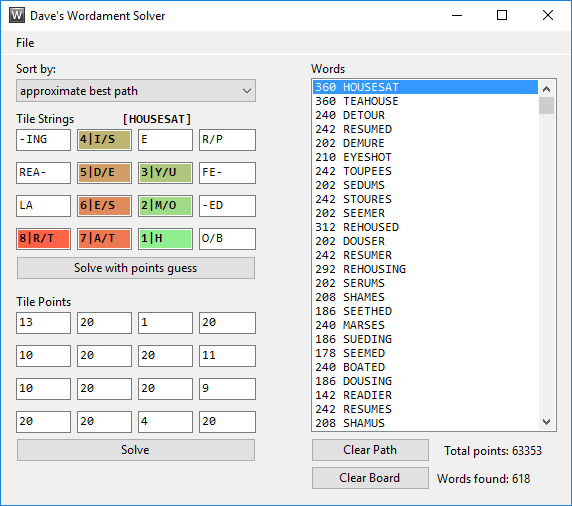 W Dave's Wordament Solver
File
Sort by:
approximate best path
Tile Strings [HOUSESAT]
-ING 4|I/S E R/P
REA- 5|D/E 3|Y/U FE-
LA 6|E/S 2|M/O -ED
8|R/T 7|A/T 1|H O/B
Solve with points guess
Tile Points
13 20 1 20
10 20 20 11
10 20 20 9
20 20 4 20
Solve
Words
360 HOUSESAT
360 TEAHOUSE
240 DETOUR
242 RESUMED
202 DEMURE
210 EYESHOT
242 TOUPEES
202 SEDUMS
242 STOURES
202 SEEMER
312 REHOUSED
202 DOUSER
242 RESUMER
292 REHOUSING
202 SERUMS
208 SHAMES
186 SEETHED
240 MARSES
186 SUEDING
178 SEEMED
240 BOATED
186 DOUSING
142 READIER
242 RESUMES
208 SHAMUS
Clear Path Total points: 63353
Clear Board Words found: 618